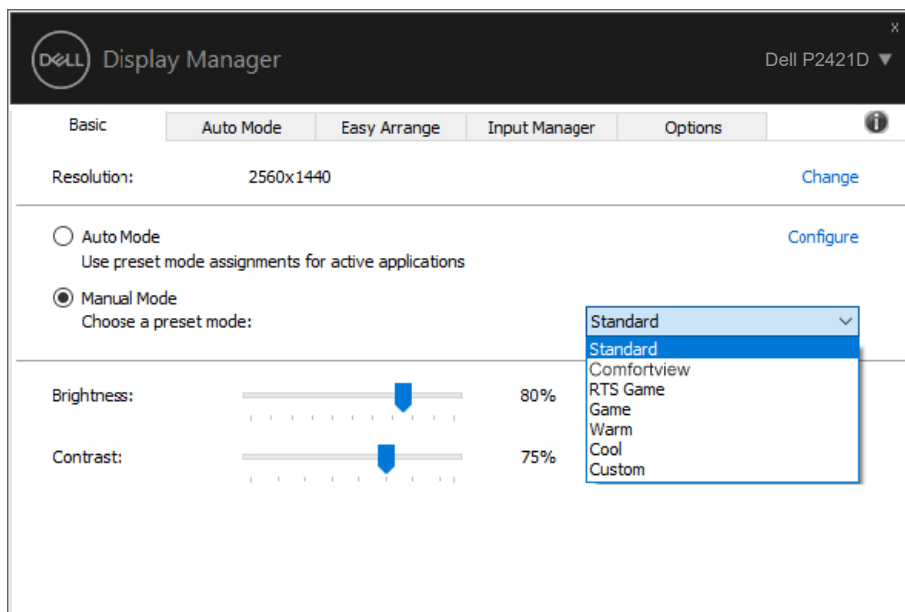 x
DELL Display Manager
Dell P2421D ▼
Basic Auto Mode Easy Arrange Input Manager Options i
Resolution: 2560x1440 Change
Auto Mode Configure
Use preset mode assignments for active applications
Manual Mode
Choose a preset mode: Standard
Standard
Comfortview
RTS Game
Game
Warm
Cool
Custom
Brightness: 80%
Contrast: 75%